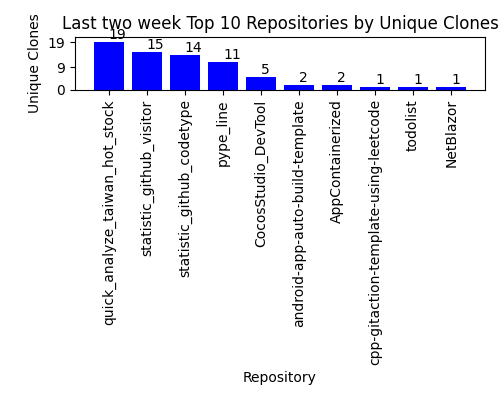 Last two week Top 10 Repositories by Unique Clones
Unique Clones
19
9
0
19
15
14
11
5
2
2
1
1
1
quick_analyze_taiwan_hot_stock
statistic_github_visitor
statistic_github_codetype
pype_line
CocosStudio_DevTool
android-app-auto-build-template
AppContainerized
cpp-gitaction-template-using-leetcode
todolist
NetBlazor
Repository